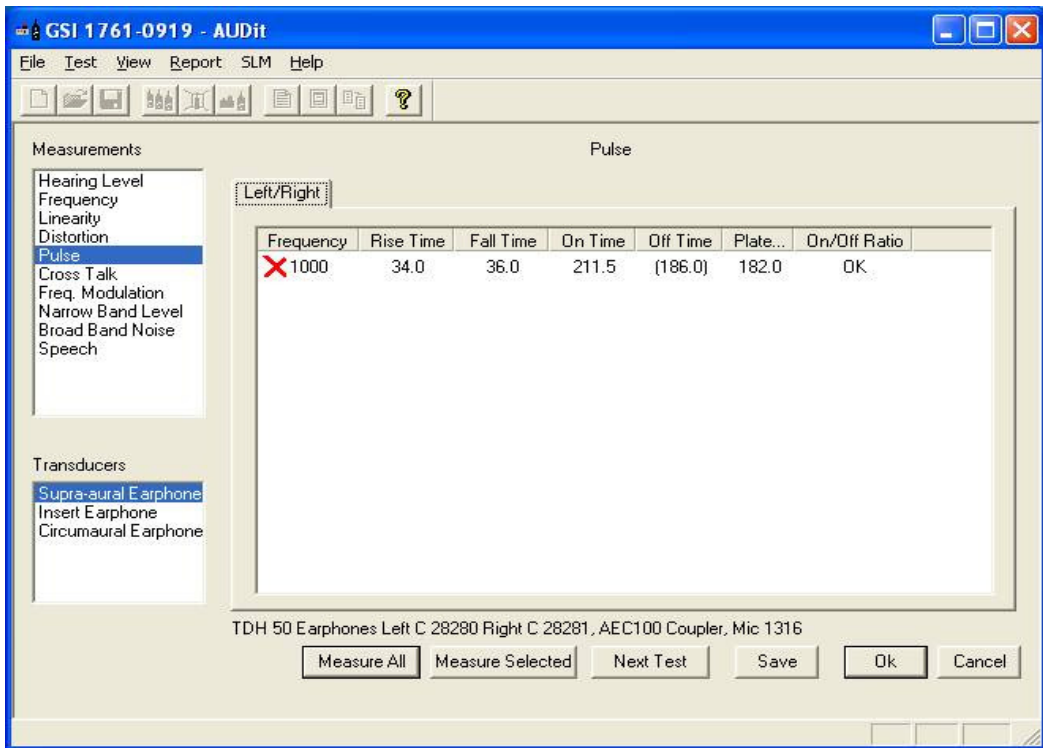 GSI 1761-0919 - AUDit
File Test View Report SLM Help
Measurements
Pulse
Hearing Level
Frequency
Linearity
Distortion
Pulse
Cross Talk
Freq. Modulation
Narrow Band Level
Broad Band Noise
Speech
Left/Right
Frequency Rise Time Fall Time On Time Off Time Plate... On/Off Ratio
1000 34.0 36.0 211.5 (186.0) 182.0 OK
Transducers
Supra-aural Earphone
Insert Earphone
Circumaural Earphone
TDH 50 Earphones Left C 28280 Right C 28281, AEC100 Coupler, Mic 1316
Measure All Measure Selected Next Test Save Ok Cancel